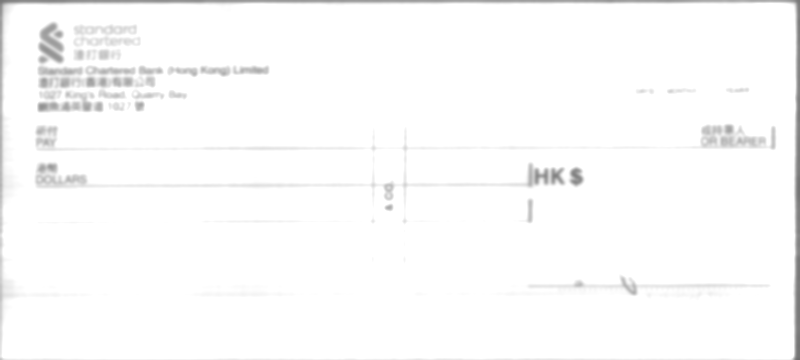 standard
chartered
渣打銀行
Standard Chartered Bank (Hong Kong) Limited
渣打銀行(香港)有限公司
1027 King's Road, Quarry Bay
鰂魚涌英皇道 1027 號
祈付
PAY
或持票人
OR BEARER
港幣
DOLLARS
HK $
& CO.